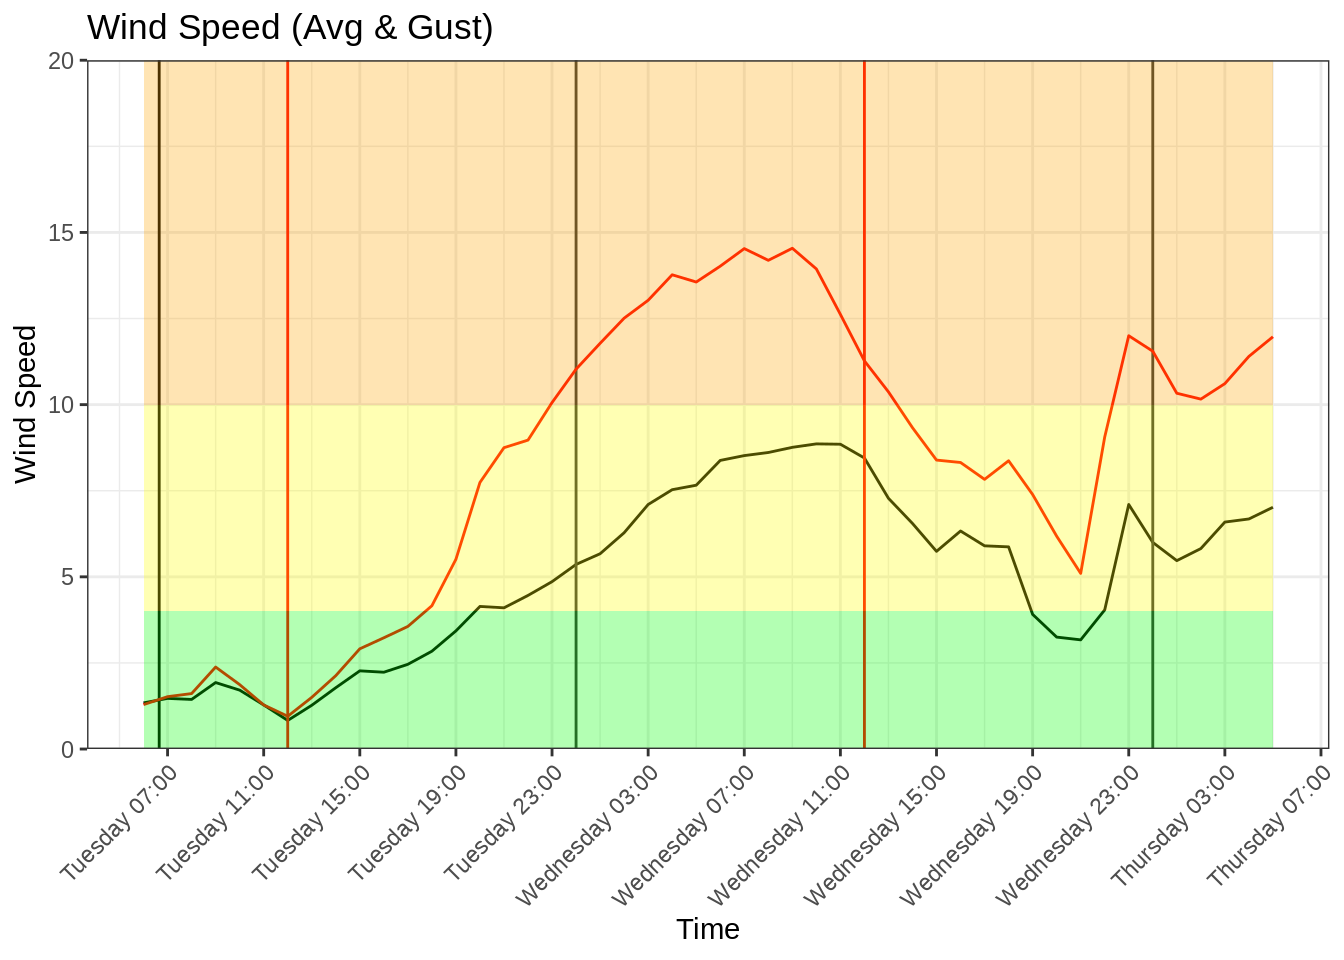 Wind Speed (Avg & Gust)
Wind Speed
20
15
10
5
0
Tuesday 07:00
Tuesday 11:00
Tuesday 15:00
Tuesday 19:00
Tuesday 23:00
Wednesday 03:00
Wednesday 07:00
Wednesday 11:00
Wednesday 15:00
Wednesday 19:00
Wednesday 23:00
Thursday 03:00
Thursday 07:00
Time